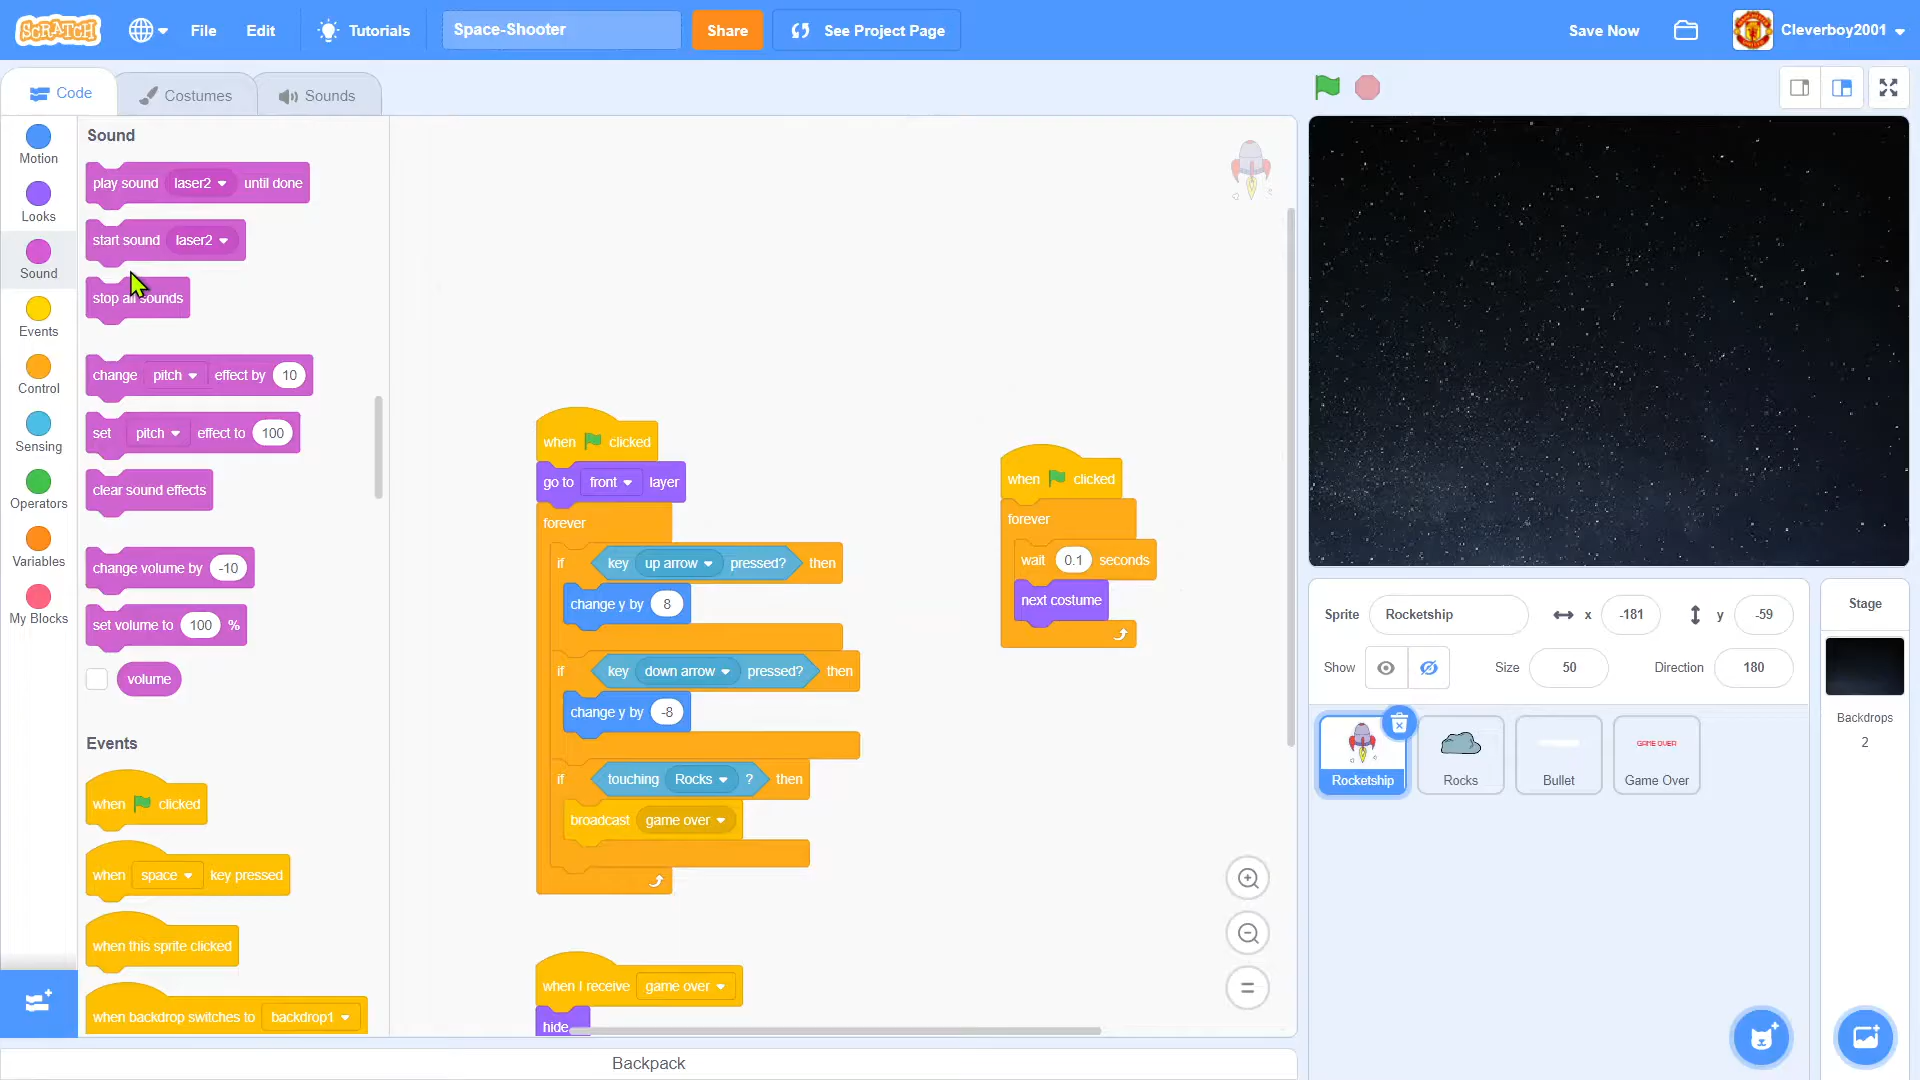 SCRATCH File Edit Tutorials Space-Shooter Share See Project Page Save Now Cleverboy2001
Code Costumes Sounds
Motion
Looks
Sound
Events
Control
Sensing
Operators
Variables
My Blocks
Sound
play sound laser2 until done
start sound laser2
stop all sounds
change pitch effect by 10
set pitch effect to 100
clear sound effects
change volume by -10
set volume to 100 %
volume
Events
when clicked
when space key pressed
when this sprite clicked
when backdrop switches to backdrop1
when clicked
go to front layer
forever
if key up arrow pressed? then
change y by 8
if key down arrow pressed? then
change y by -8
if touching Rocks ? then
broadcast game over
when I receive game over
hide
when clicked
forever
wait 0.1 seconds
next costume
Sprite Rocketship x -181 y -59
Show Size 50 Direction 180
Rocketship
Rocks
Bullet
GAME OVER
Game Over
Stage
Backdrops
2
Backpack